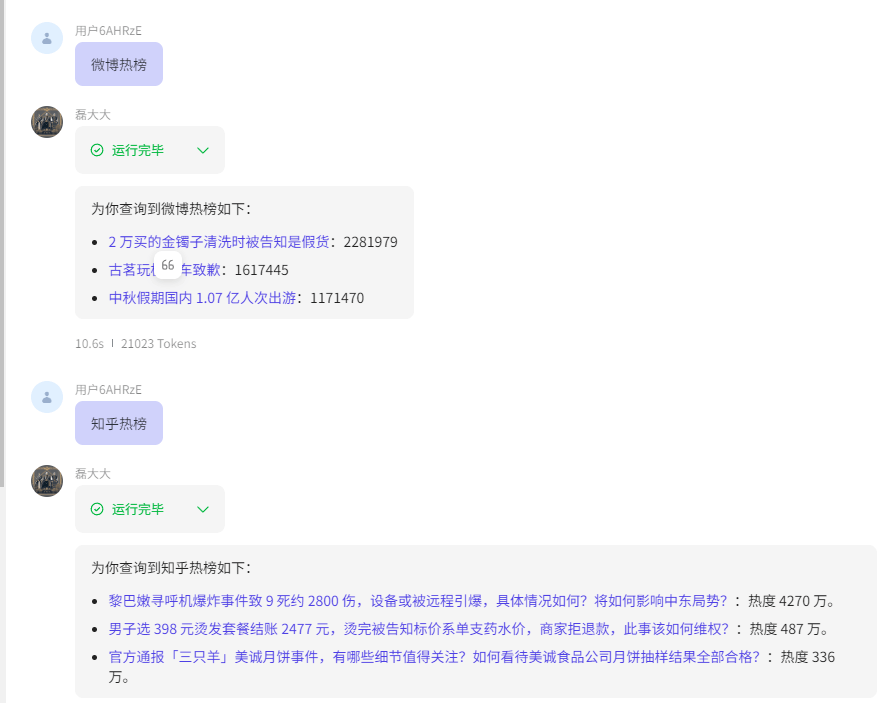 用户6AHRzE
微博热榜
磊大大
运行完毕
为你查询到微博热榜如下：
2 万买的金镯子清洗时被告知是假货：2281979
古茗玩 车致歉：1617445
中秋假期国内 1.07 亿人次出游：1171470
10.6s | 21023 Tokens
用户6AHRzE
知乎热榜
磊大大
运行完毕
为你查询到知乎热榜如下：
黎巴嫩寻呼机爆炸事件致 9 死约 2800 伤，设备或被远程引爆，具体情况如何？将如何影响中东局势？：热度 4270 万。
男子选 398 元烫发套餐结账 2477 元，烫完被告知标价系单支药水价，商家拒退款，此事该如何维权？：热度 487 万。
官方通报「三只羊」美诚月饼事件，有哪些细节值得关注？如何看待美诚食品公司月饼抽样结果全部合格？：热度 336
万。